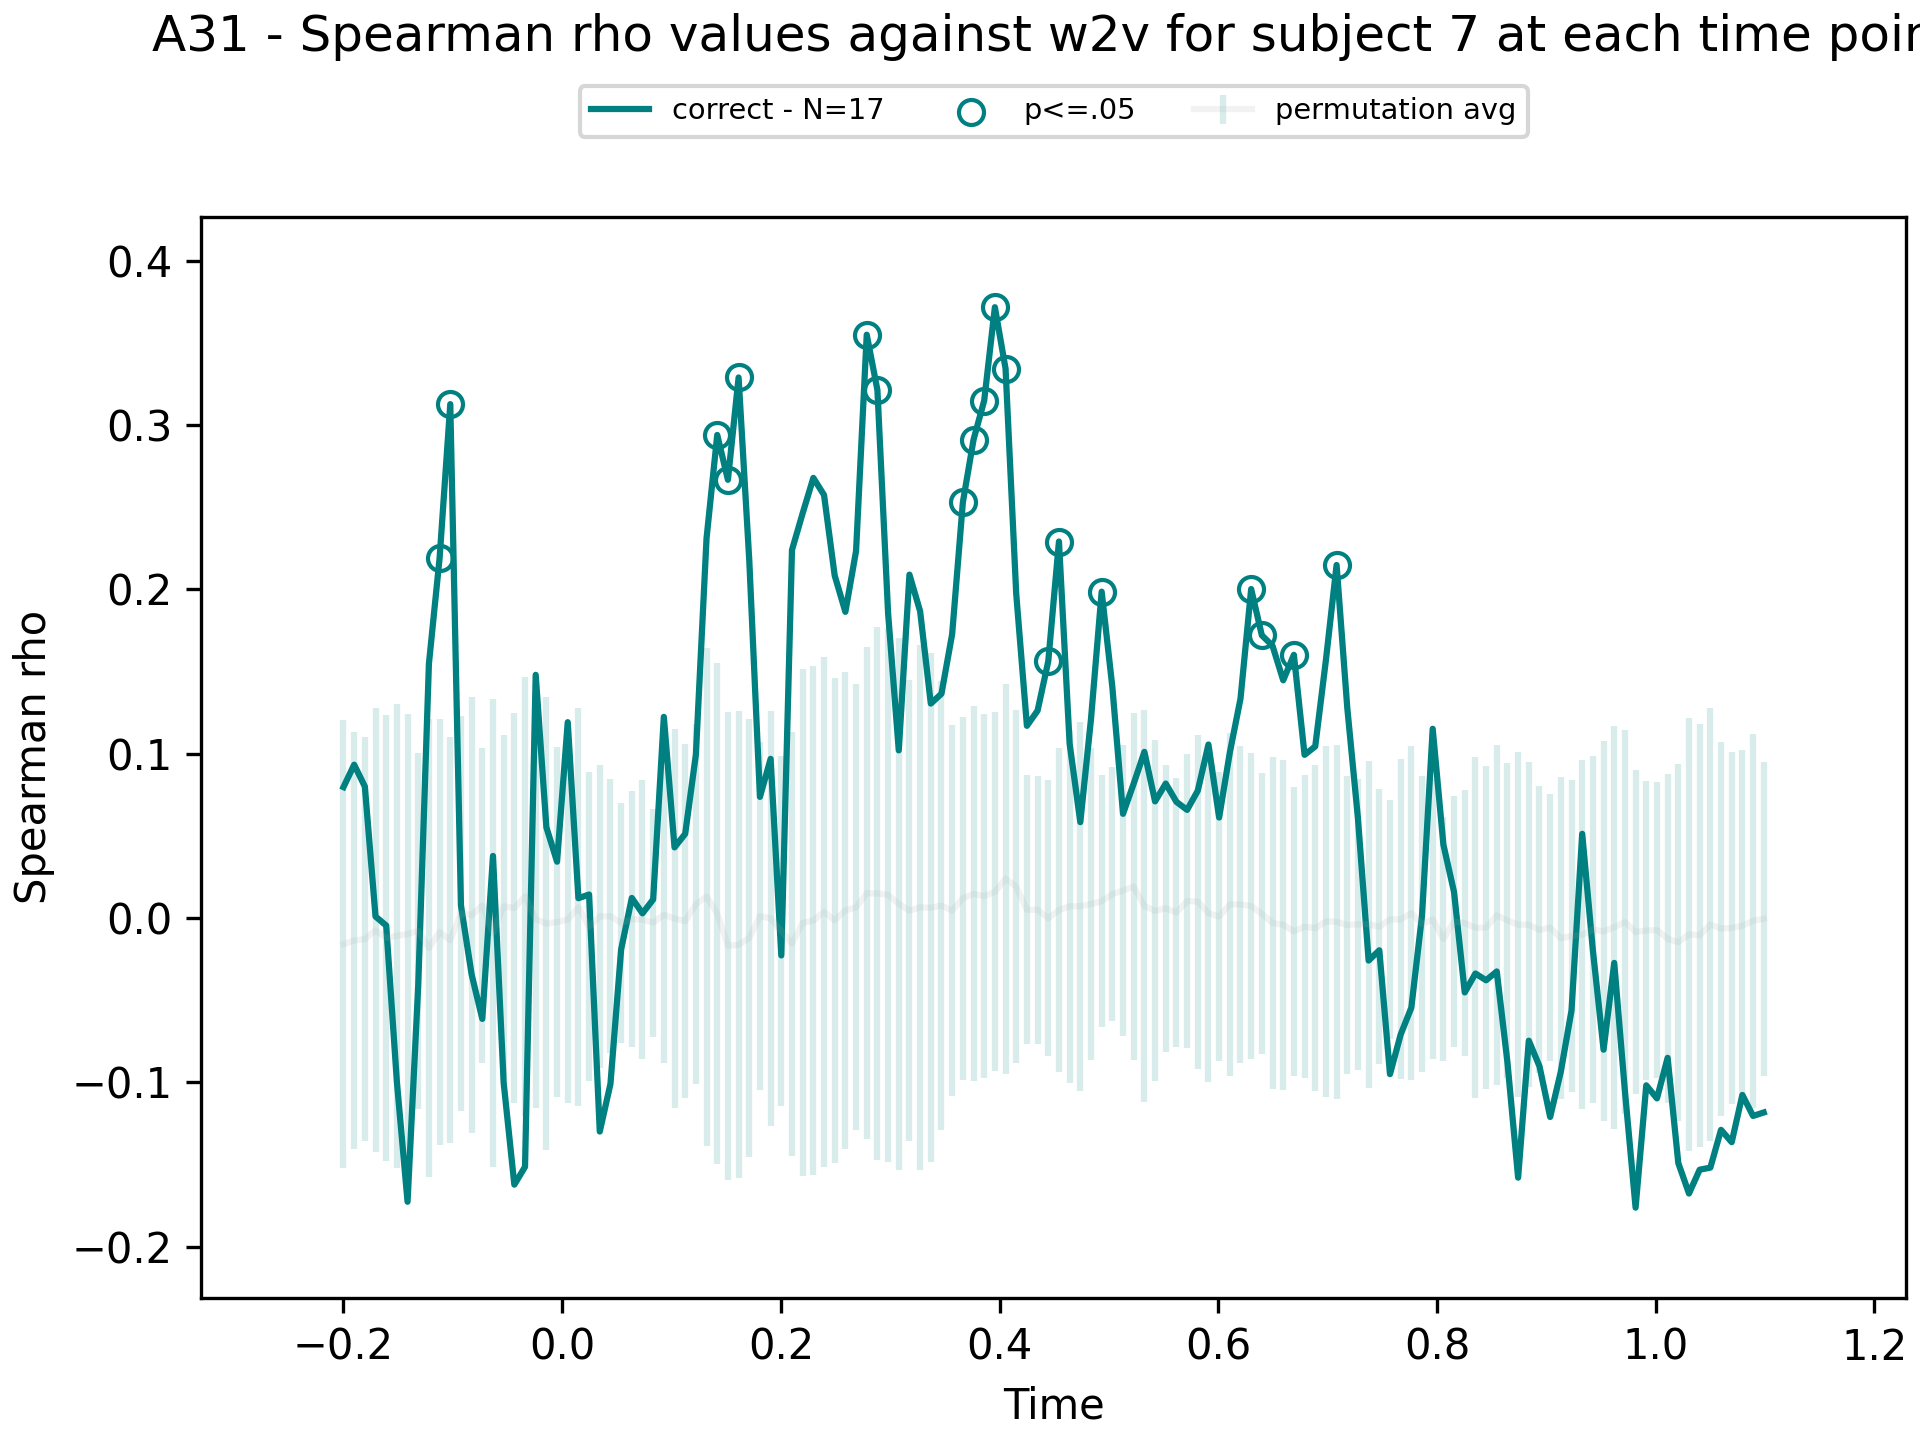 A31 - Spearman rho values against w2v for subject 7 at each time poin
correct - N=17 p<=.05 permutation avg
0.4
0.3
0.2
0.1
0.0
−0.1
−0.2
Spearman rho
−0.2 0.0 0.2 0.4 0.6 0.8 1.0 1.2
Time